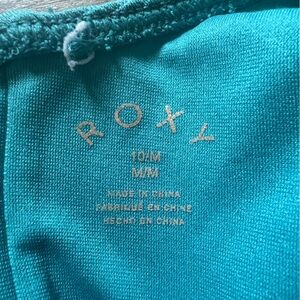 ROXY
10/M
M/M
MADE IN CHINA
FABRIQUÉ EN CHINE
HECHO EN CHINA